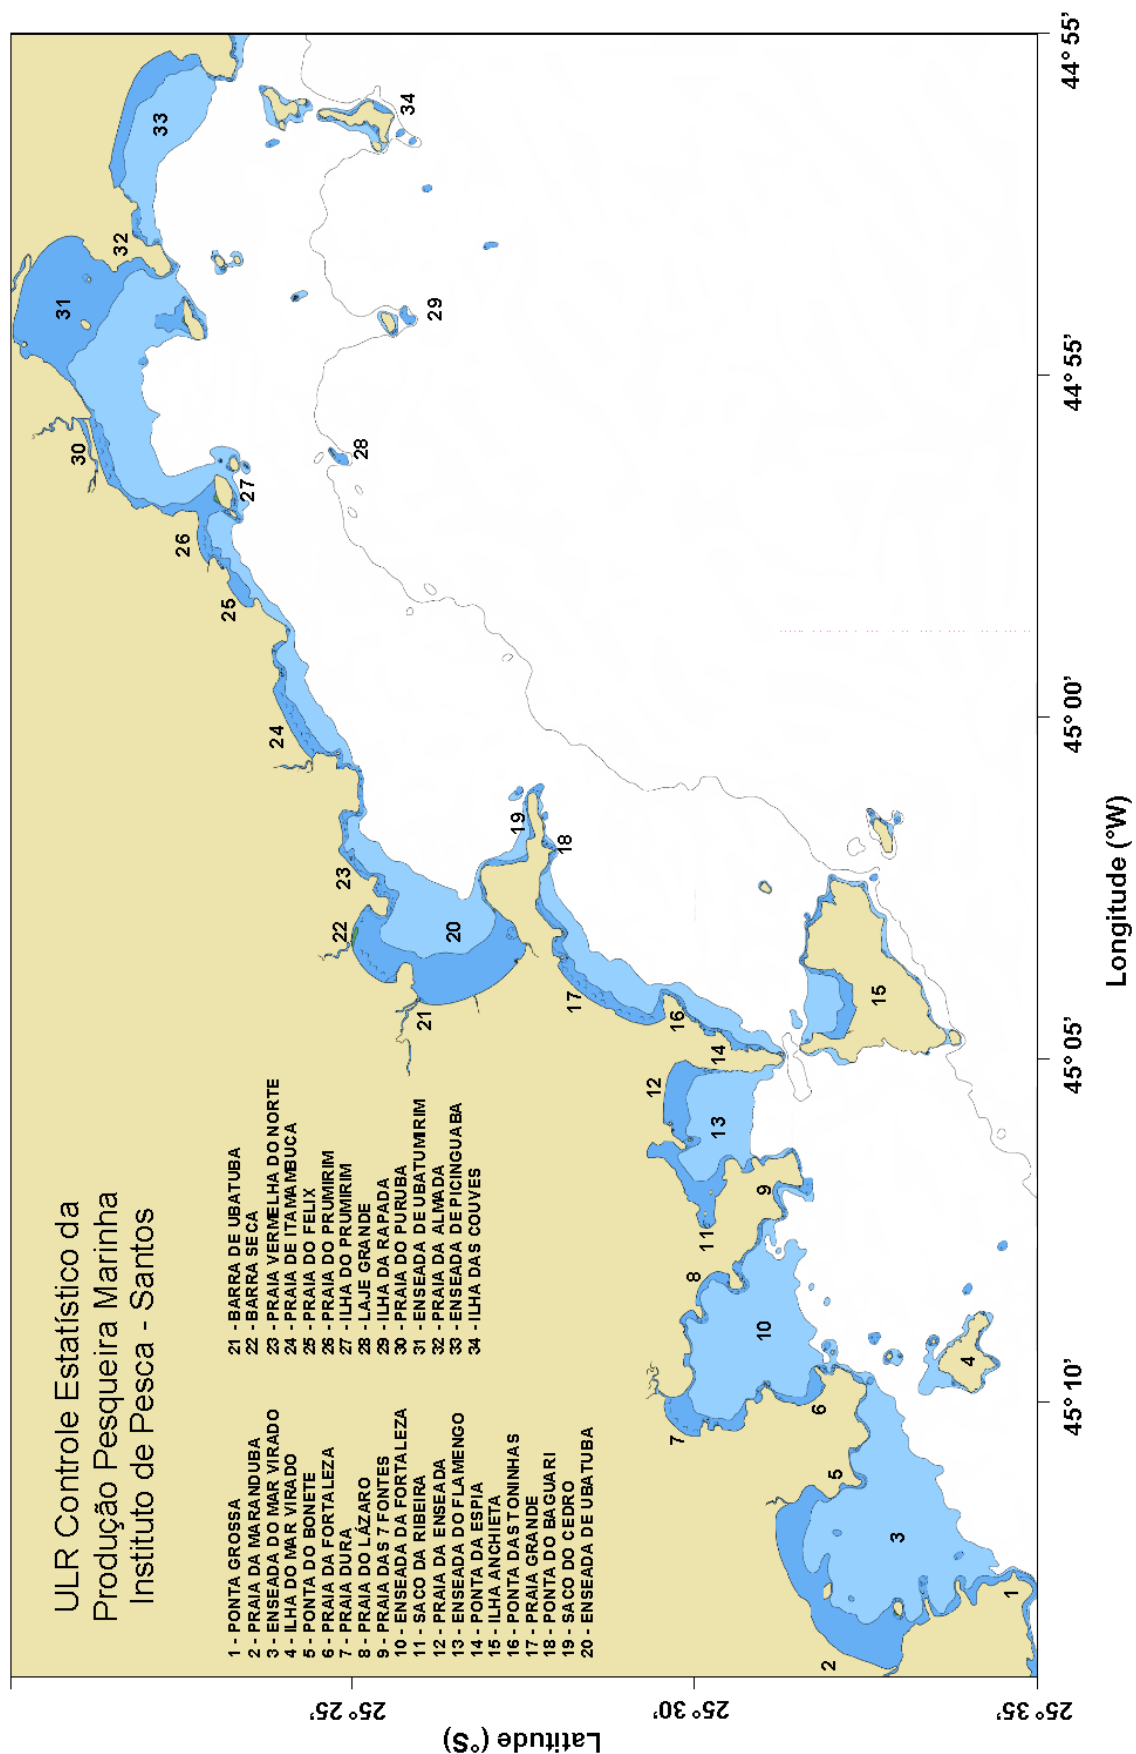 ULR Controle Estatístico da
Produção Pesqueira Marinha
Instituto de Pesca - Santos
1 - PONTA GROSSA
2 - PRAIA DA MARANDUBA
3 - ENSEADA DO MAR VIRADO
4 - ILHA DO MAR VIRADO
5 - PONTA DO BONETE
6 - PRAIA DA FORTALEZA
7 - PRAIA DURA
8 - PRAIA DO LÁZARO
9 - PRAIA DAS 7 FONTES
10 - ENSEADA DA FORTALEZA
11 - SACO DA RIBEIRA
12 - PRAIA DA ENSEADA
13 - ENSEADA DO FLAMENGO
14 - PONTA DA ESPIA
15 - ILHA ANCHIETA
16 - PONTA DAS TONINHAS
17 - PRAIA GRANDE
18 - PONTA DO BAGUARI
19 - SACO DO CEDRO
20 - ENSEADA DE UBATUBA
21 - BARRA DE UBATUBA
22 - BARRA SECA
23 - PRAIA VERMELHA DO NORTE
24 - PRAIA DE ITAMAMBUCA
25 - PRAIA DO FELIX
26 - PRAIA DO PRUMIRIM
27 - ILHA DO PRUMIRIM
28 - LAJE GRANDE
29 - ILHA DA RAPADA
30 - PRAIA DO PURUBA
31 - ENSEADA DE UBATUMIRIM
32 - PRAIA DA ALMADA
33 - ENSEADA DE PICINGUABA
34 - ILHA DAS COUVES
1
2
3
4
5
6
7
8
9
10
11
12
13
14
15
16
17
18
19
20
21
22
23
24
25
26
27
28
29
30
31
32
33
34
Latitude (°S)
25° 25'
25° 30'
25° 35'
45° 10'
45° 05'
45° 00'
44° 55'
44° 55'
Longitude (°W)